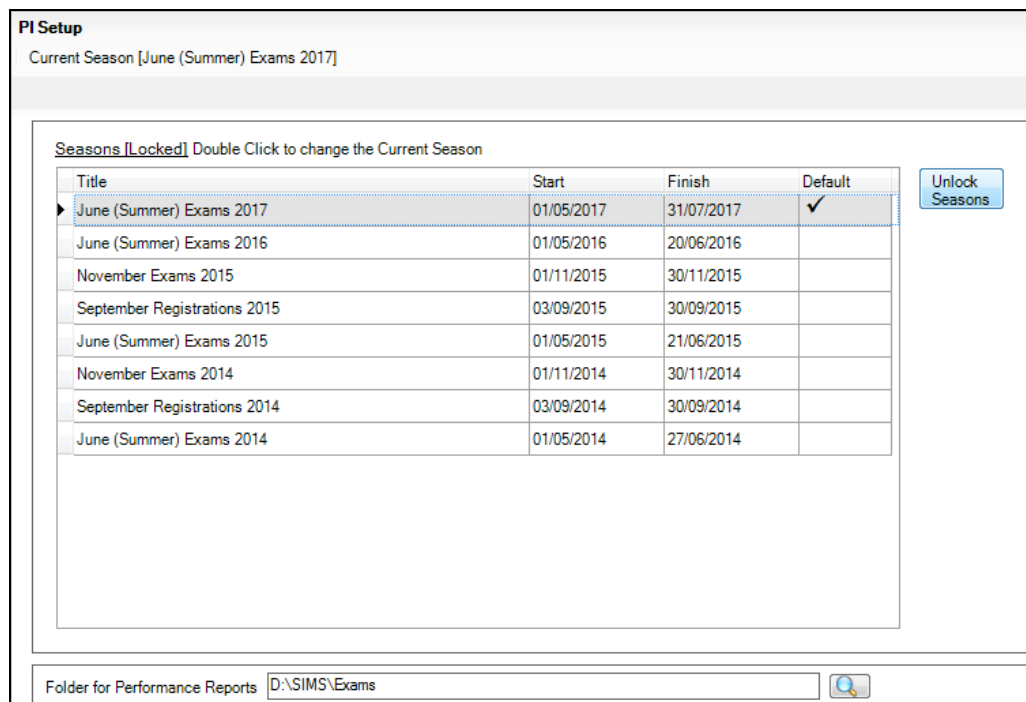 PI Setup
Current Season [June (Summer) Exams 2017]
Seasons [Locked] Double Click to change the Current Season
Title Start Finish Default
June (Summer) Exams 2017 01/05/2017 31/07/2017
June (Summer) Exams 2016 01/05/2016 20/06/2016
November Exams 2015 01/11/2015 30/11/2015
September Registrations 2015 03/09/2015 30/09/2015
June (Summer) Exams 2015 01/05/2015 21/06/2015
November Exams 2014 01/11/2014 30/11/2014
September Registrations 2014 03/09/2014 30/09/2014
June (Summer) Exams 2014 01/05/2014 27/06/2014
Unlock
Seasons
Folder for Performance Reports D:\SIMS\Exams